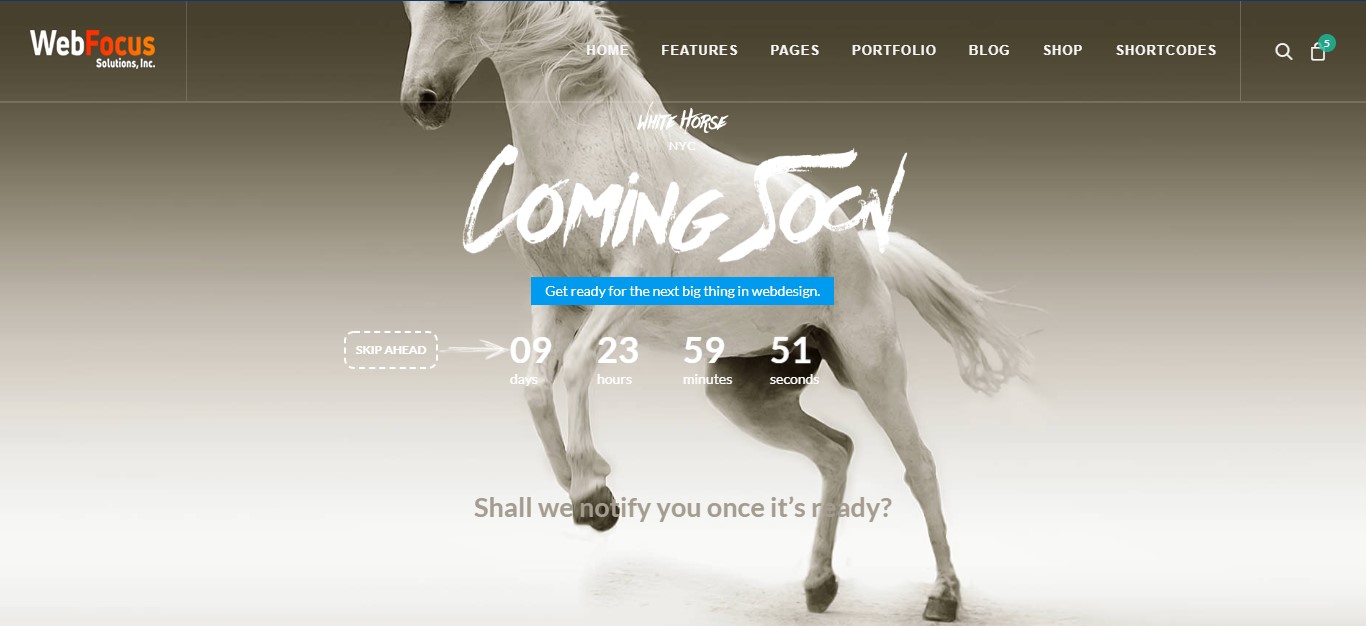 WebFocus
Solutions, Inc.
HOME FEATURES PAGES PORTFOLIO BLOG SHOP SHORTCODES
5
White Horse
NYC
Coming Soon
Get ready for the next big thing in webdesign.
SKIP AHEAD
09 23 59 51
days hours minutes seconds
Shall we notify you once it’s ready?